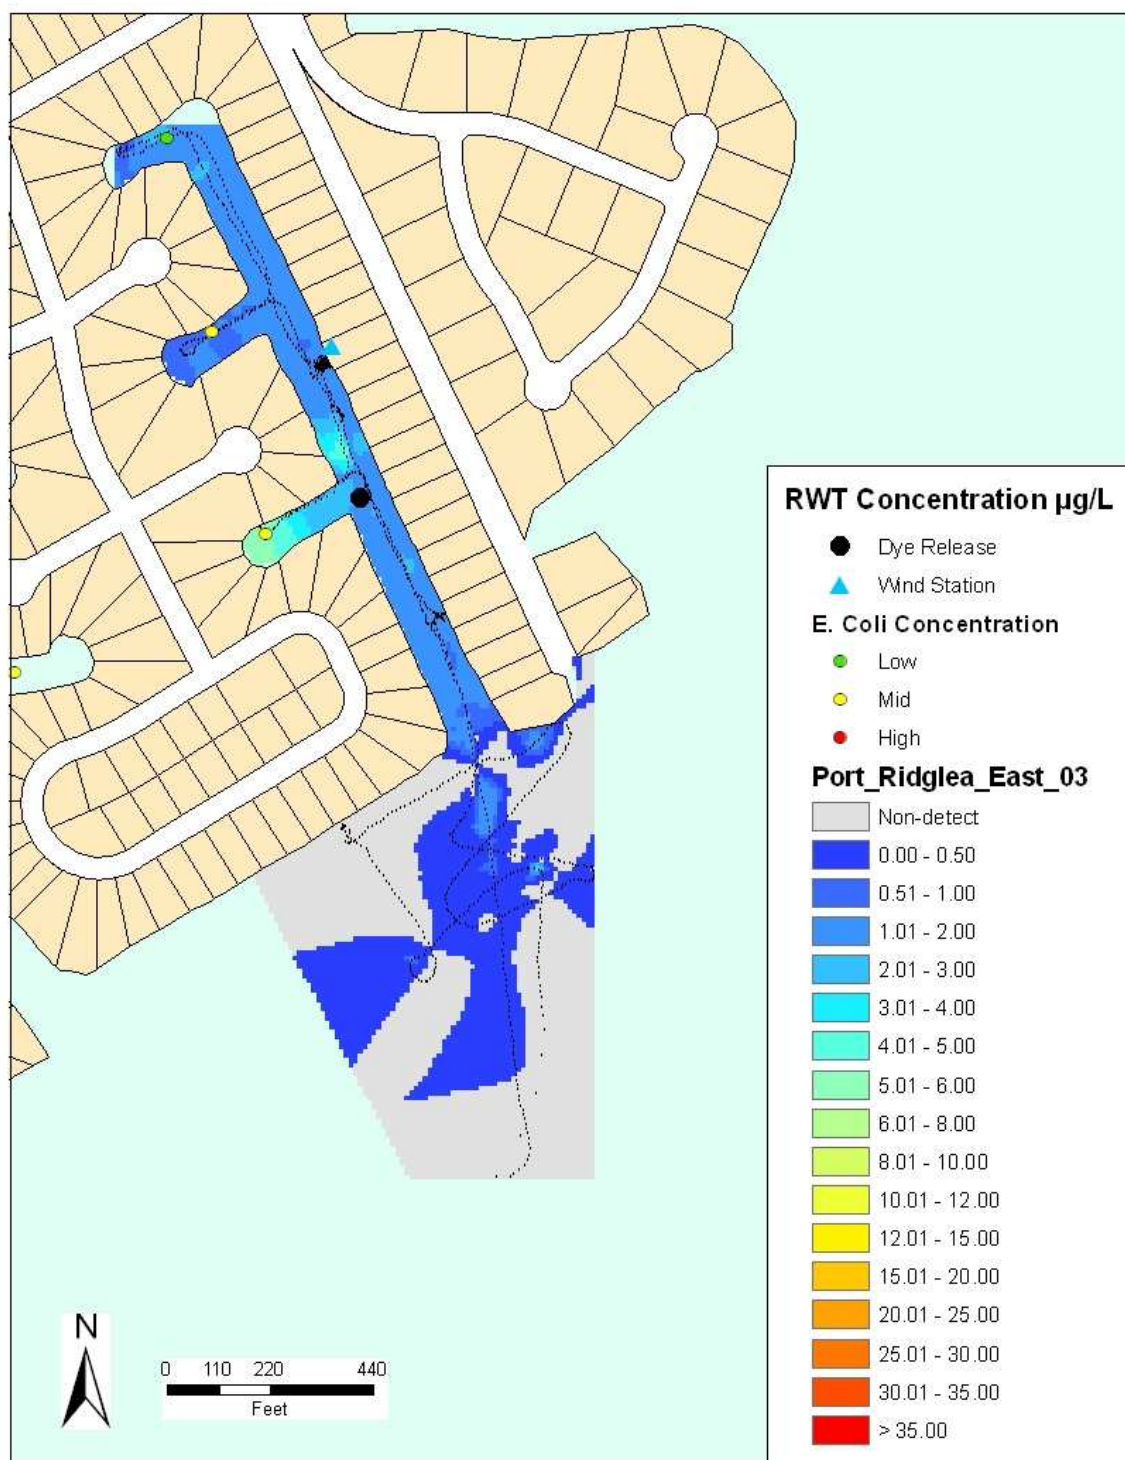 RWT Concentration µg/L
Dye Release
Wind Station
E. Coli Concentration
Low
Mid
High
Port_Ridglea_East_03
Non-detect
0.00 - 0.50
0.51 - 1.00
1.01 - 2.00
2.01 - 3.00
3.01 - 4.00
4.01 - 5.00
5.01 - 6.00
6.01 - 8.00
8.01 - 10.00
10.01 - 12.00
12.01 - 15.00
15.01 - 20.00
20.01 - 25.00
25.01 - 30.00
30.01 - 35.00
> 35.00
N
0 110 220 440
Feet